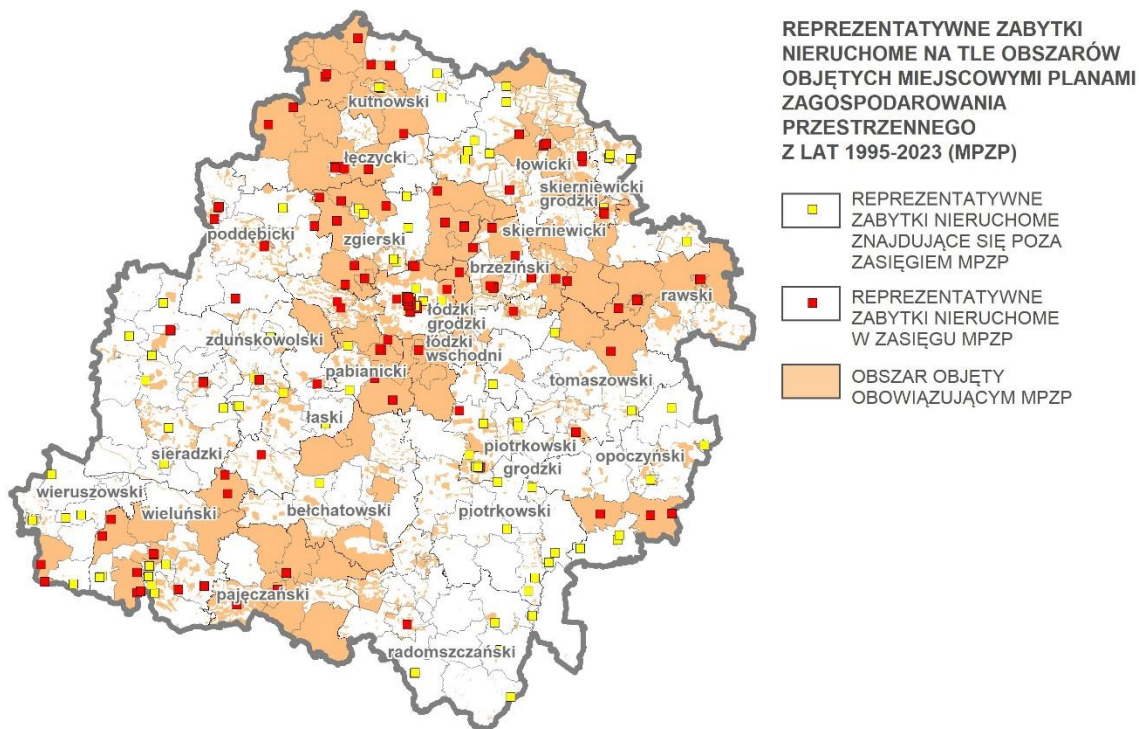 REPREZENTATYWNE ZABYTKI
NIERUCHOME NA TLE OBSZARÓW
OBJĘTYCH MIEJSCOWYMI PLANAMI
ZAGOSPODAROWANIA
PRZESTRZENNEGO
Z LAT 1995-2023 (MPZP)
REPREZENTATYWNE
ZABYTKI NIERUCHOME
ZNAJDUJĄCE SIĘ POZA
ZASIĘGIEM MPZP
REPREZENTATYWNE
ZABYTKI NIERUCHOME
W ZASIĘGU MPZP
OBSZAR OBJĘTY
OBOWIĄZUJĄCYM MPZP
kutnowski
łęczycki
łowicki
skierniewicki
grodzki
poddębicki
zgierski
skierniewicki
brzeziński
rawski
łódzki
grodzki
zduńskowolski
łódzki
wschodni
pabianicki
tomaszowski
łaski
sieradzki
piotrkowski
grodzki
opoczyński
wieruszowski
wieluński
bełchatowski
piotrkowski
pajęczański
radomszczański